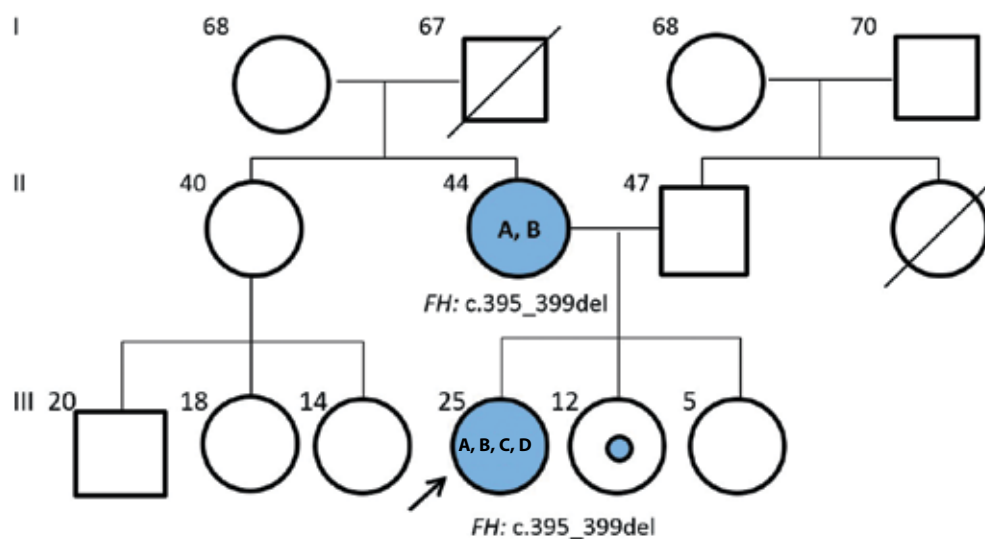 I 68 67 68 70
II 40 44 47
A, B
FH: c.395_399del
III 20 18 14 25 12 5
A, B, C, D
FH: c.395_399del